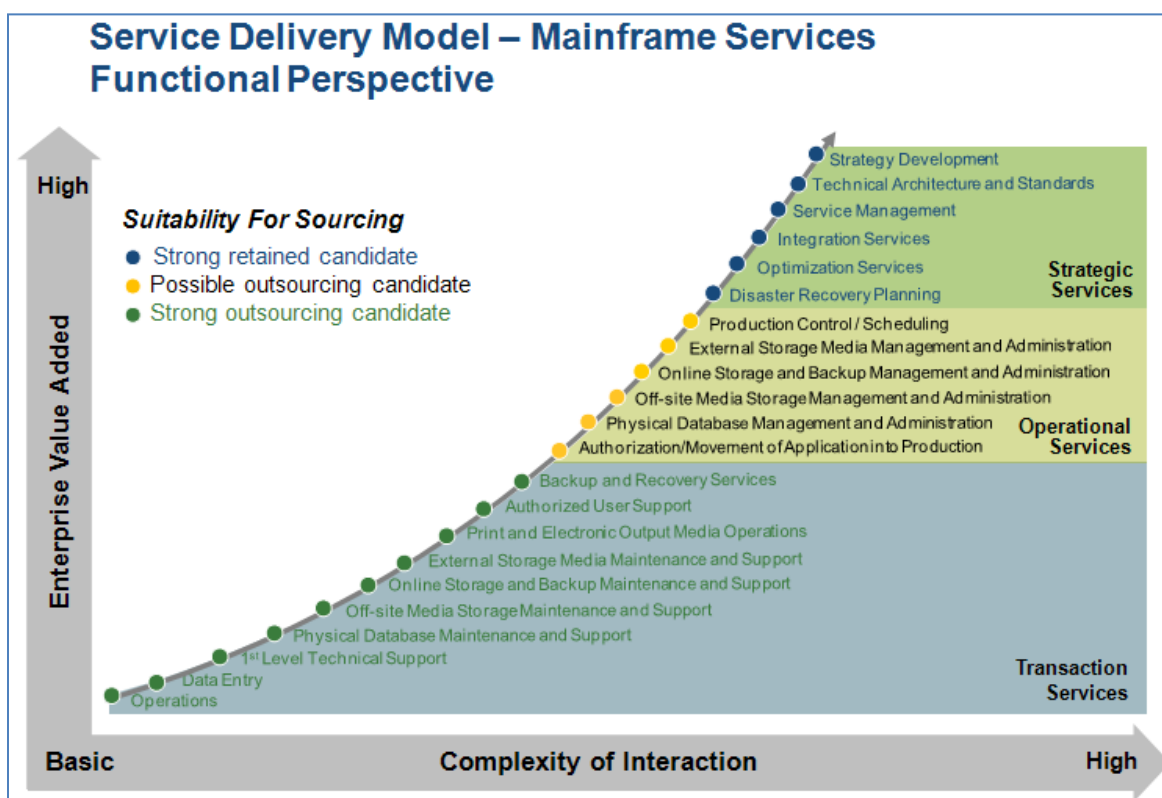 Service Delivery Model – Mainframe Services
Functional Perspective
High
Enterprise Value Added
Suitability For Sourcing
Strong retained candidate
Possible outsourcing candidate
Strong outsourcing candidate
Strategy Development
Technical Architecture and Standards
Service Management
Integration Services
Optimization Services
Disaster Recovery Planning
Strategic
Services
Production Control / Scheduling
External Storage Media Management and Administration
Online Storage and Backup Management and Administration
Off-site Media Storage Management and Administration
Physical Database Management and Administration
Authorization/Movement of Application into Production
Operational
Services
Backup and Recovery Services
Authorized User Support
Print and Electronic Output Media Operations
External Storage Media Maintenance and Support
Online Storage and Backup Maintenance and Support
Off-site Media Storage Maintenance and Support
Physical Database Maintenance and Support
1st Level Technical Support
Data Entry
Operations
Transaction
Services
Basic
Complexity of Interaction
High